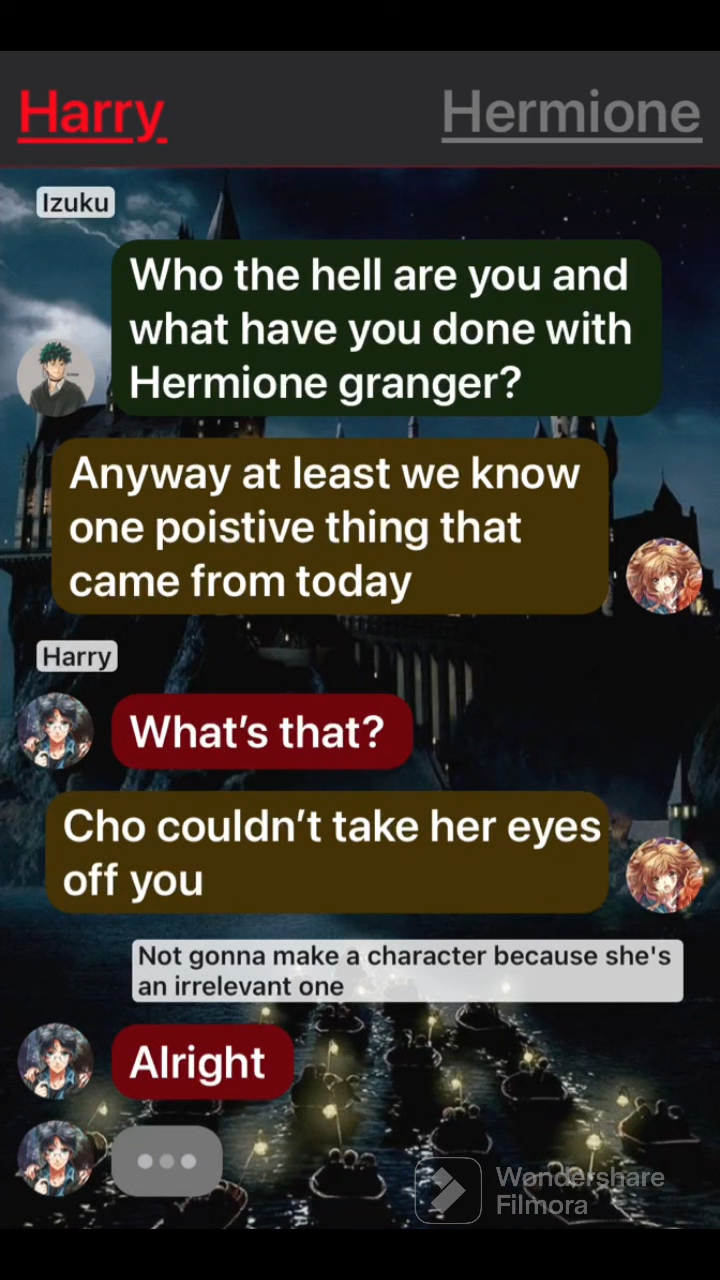 Harry
Hermione
Izuku
Who the hell are you and
what have you done with
Hermione granger?
Anyway at least we know
one poistive thing that
came from today
Harry
What's that?
Cho couldn't take her eyes
off you
Not gonna make a character because she's
an irrelevant one
Alright
Wondershare
Filmora